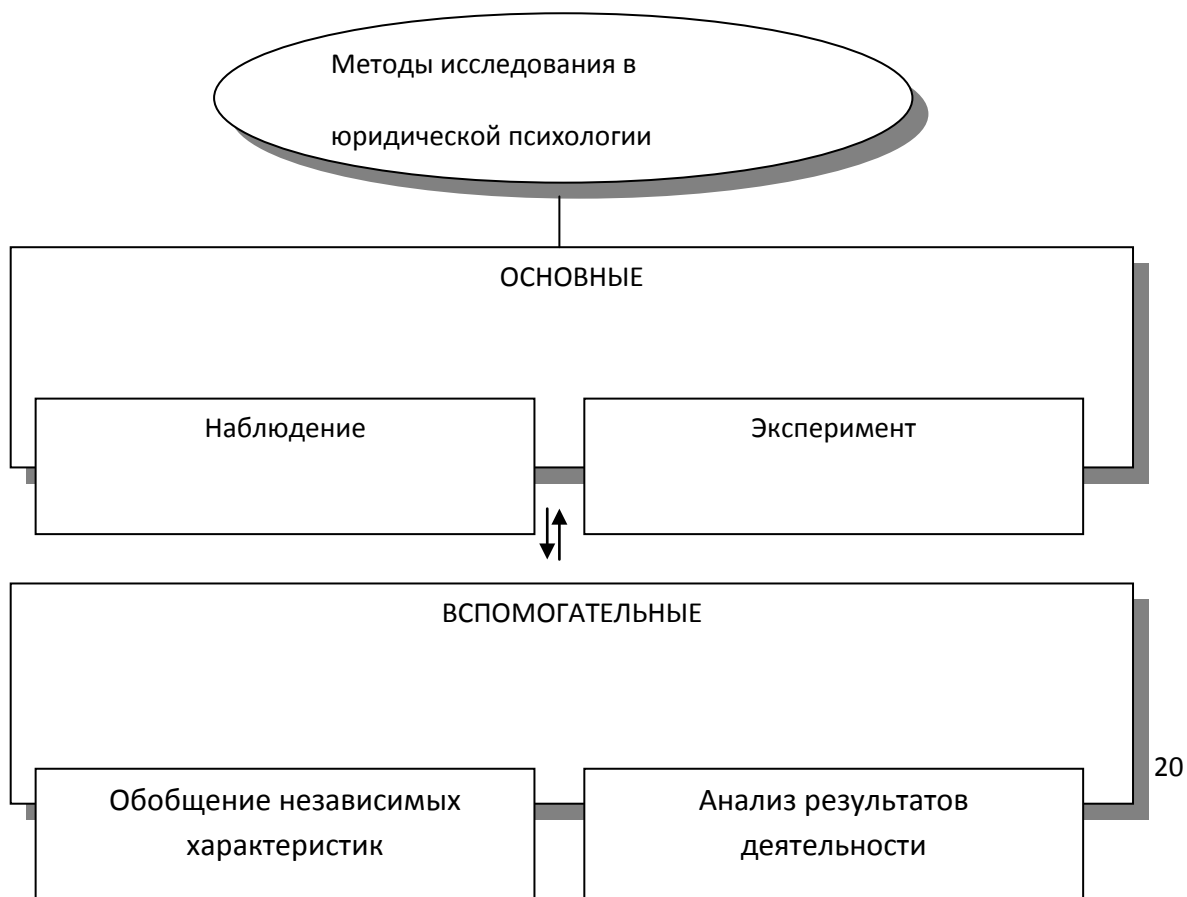 Методы исследования в
юридической психологии
ОСНОВНЫЕ
Наблюдение
Эксперимент
ВСПОМОГАТЕЛЬНЫЕ
20
Обобщение независимых
характеристик
Анализ результатов
деятельности